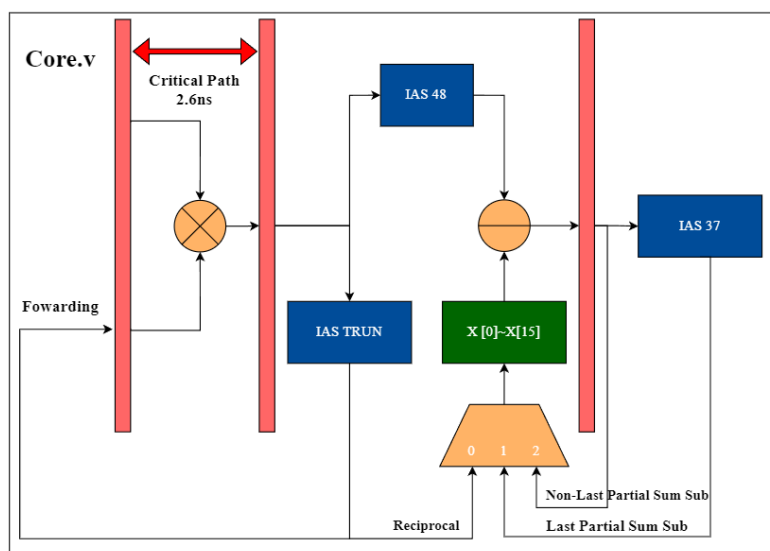 Core.v
Critical Path
2.6ns
IAS 48
IAS 37
Fowarding
IAS TRUN
X [0]~X[15]
0 1 2
Non-Last Partial Sum Sub
Reciprocal
Last Partial Sum Sub